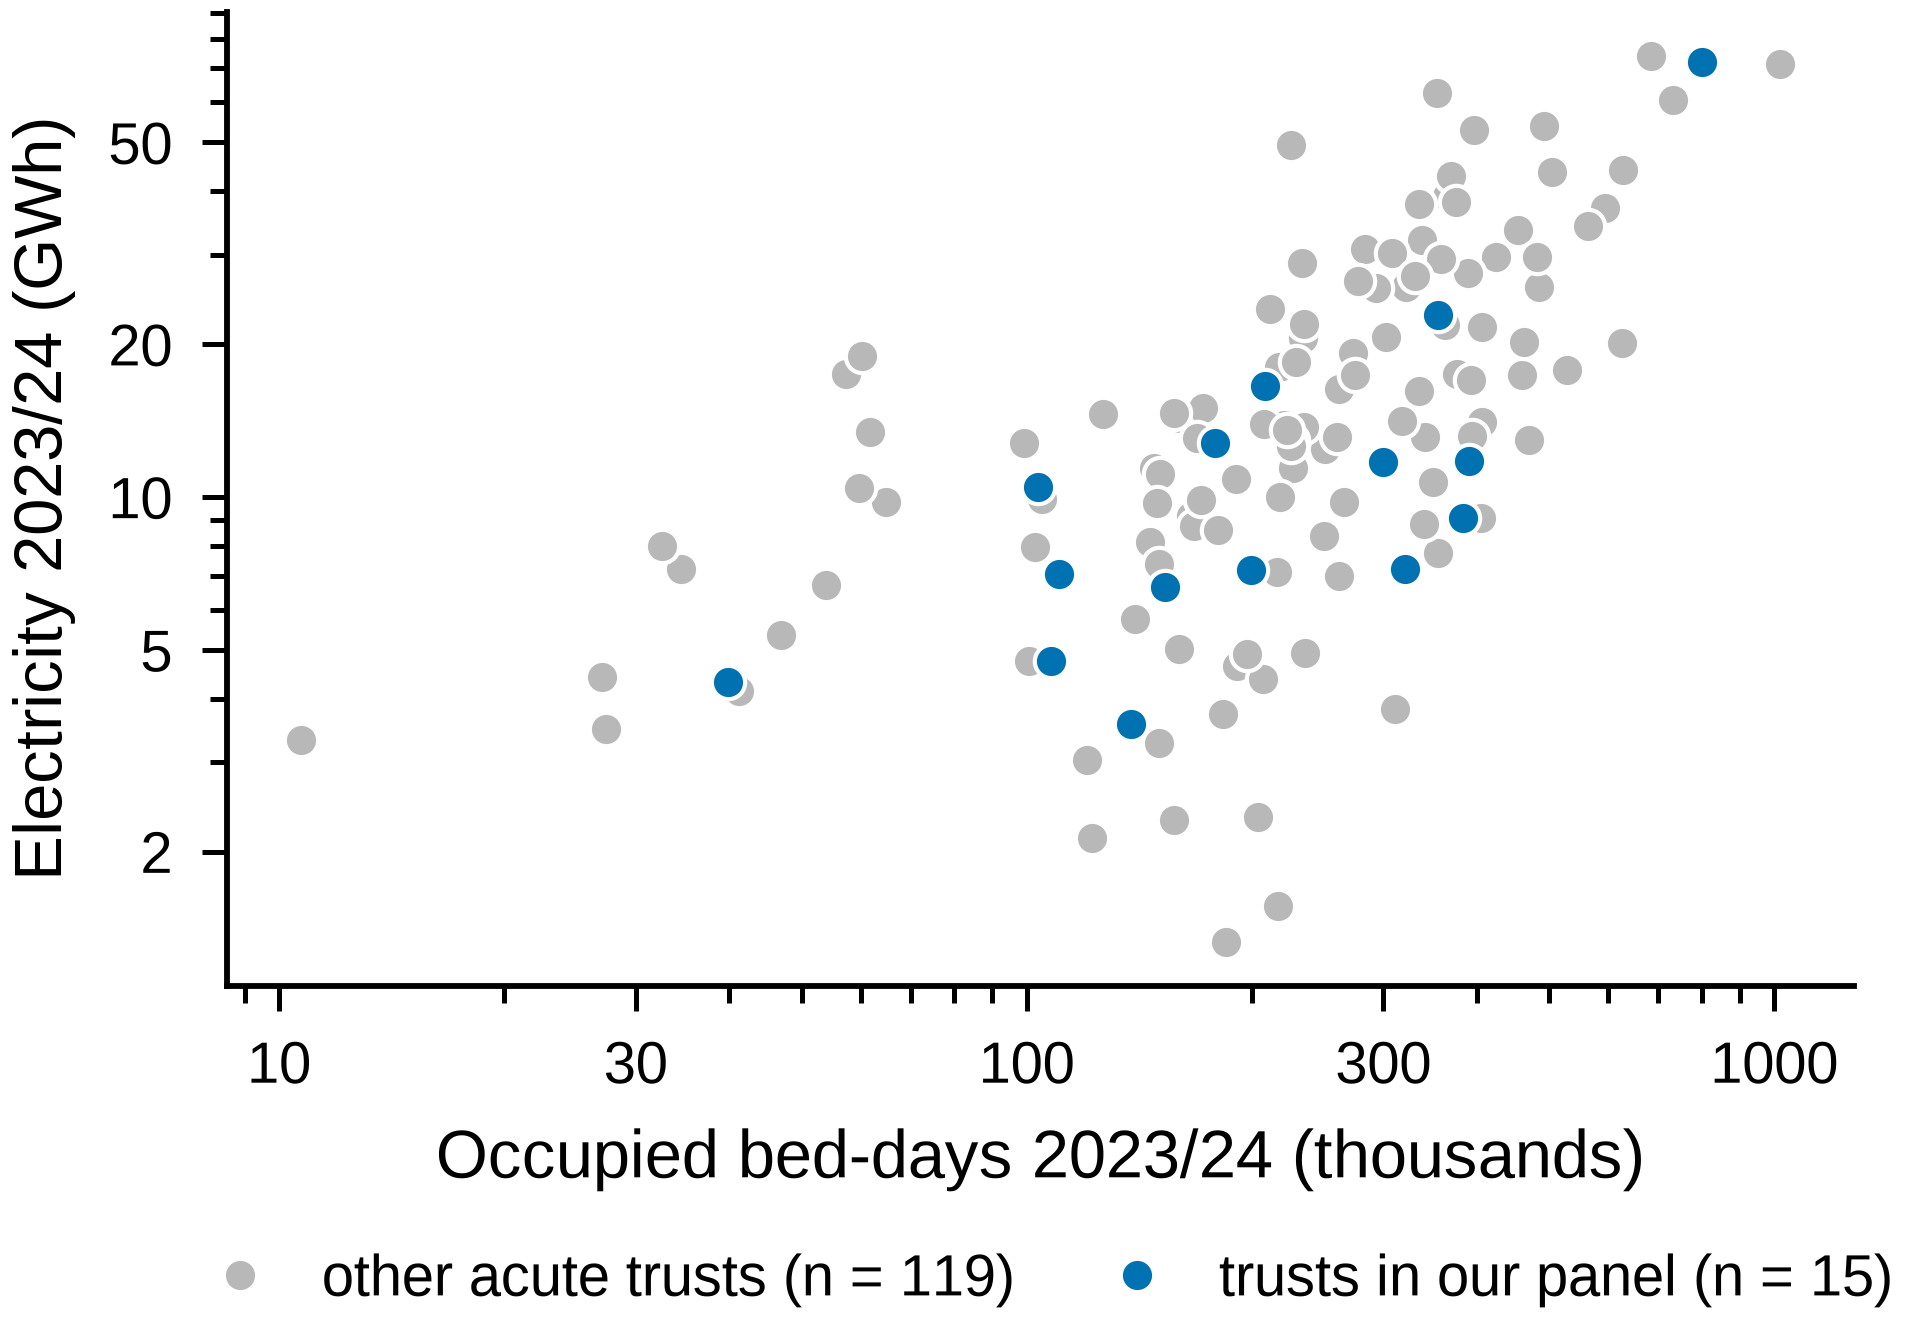 Electricity 2023/24 (GWh)
50
20
10
5
2
10 30 100 300 1000
Occupied bed-days 2023/24 (thousands)
other acute trusts (n = 119) trusts in our panel (n = 15)